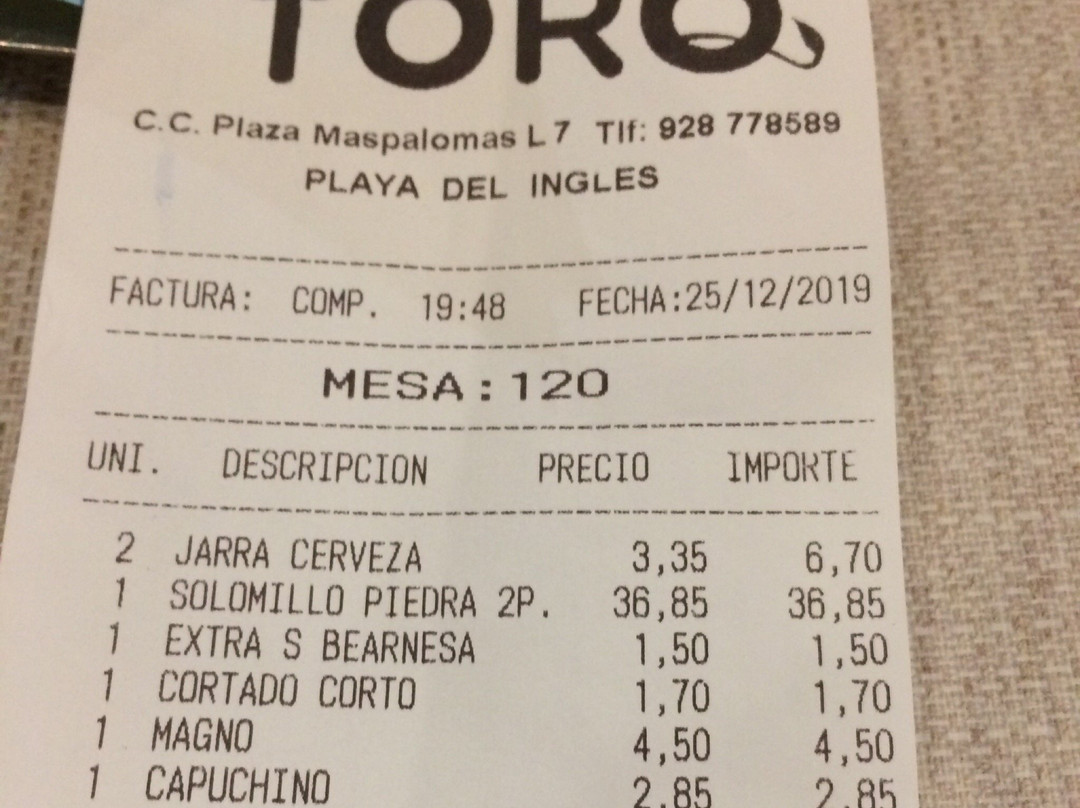 TORO
C.C. Plaza Maspalomas L 7 Tlf: 928 778589
PLAYA DEL INGLES
FACTURA: COMP. 19:48 FECHA:25/12/2019
MESA : 120
UNI. DESCRIPCION PRECIO IMPORTE
2 JARRA CERVEZA 3,35 6,70
1 SOLOMILLO PIEDRA 2P. 36,85 36,85
1 EXTRA S BEARNESA 1,50 1,50
1 CORTADO CORTO 1,70 1,70
1 MAGNO 4,50 4,50
1 CAPUCHINO 2,85 2,85